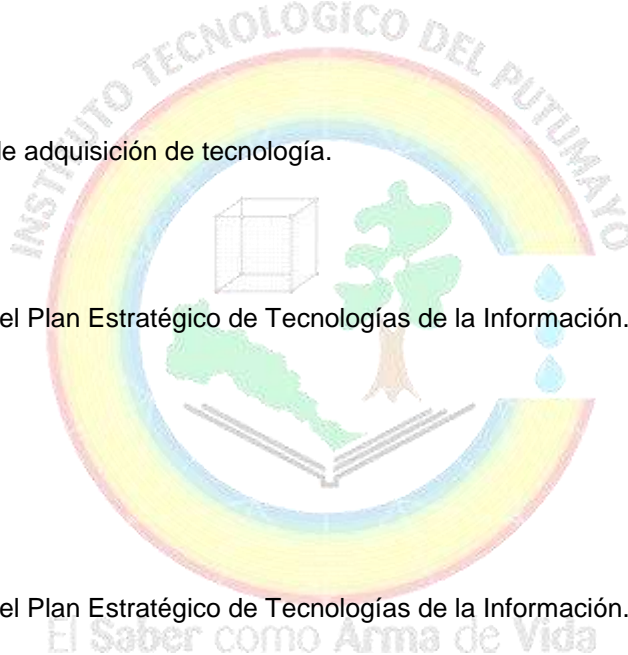 INSTITUTO TECNOLOGICO DEL PUTUMAYO
de adquisición de tecnología.
el Plan Estratégico de Tecnologías de la Información.
el Plan Estratégico de Tecnologías de la Información.
El Saber como Arma de Vida